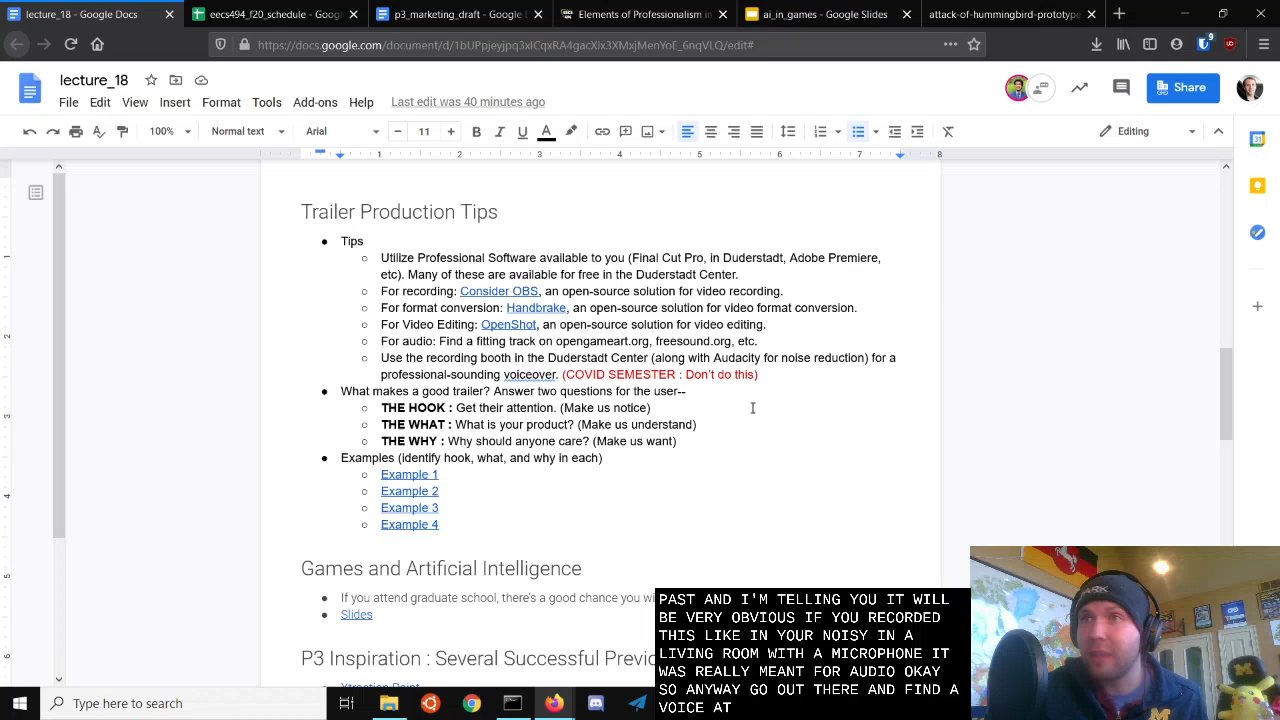 lecture_18 - Google Docs
eecs494_f20_schedule - Google
p3_marketing_draft - Google D
Elements of Professionalism in
ai_in_games - Google Slides
attack-of-hummingbird-prototype
https://docs.google.com/document/d/
/edit#
9
lecture_18
File Edit View Insert Format Tools Add-ons Help Last edit was 40 minutes ago
Share
100% Normal text Arial 11 B I U A Editing
1 2 3 4 5 6 7 8
Trailer Production Tips
● Tips
○ Utilize Professional Software available to you (Final Cut Pro, in Duderstadt, Adobe Premiere,
etc). Many of these are available for free in the Duderstadt Center.
○ For recording: Consider OBS, an open-source solution for video recording.
○ For format conversion: Handbrake, an open-source solution for video format conversion.
○ For Video Editing: OpenShot, an open-source solution for video editing.
○ For audio: Find a fitting track on opengameart.org, freesound.org, etc.
○ Use the recording booth in the Duderstadt Center (along with Audacity for noise reduction) for a
professional-sounding voiceover. (COVID SEMESTER : Don't do this)
● What makes a good trailer? Answer two questions for the user--
○ THE HOOK : Get their attention. (Make us notice)
○ THE WHAT : What is your product? (Make us understand)
○ THE WHY : Why should anyone care? (Make us want)
● Examples (identify hook, what, and why in each)
○ Example 1
○ Example 2
○ Example 3
○ Example 4
Games and Artificial Intelligence
● If you attend graduate school, there's a good chance you
● Slides
P3 Inspiration : Several Successful
Xtraction Point
PAST AND I'M TELLING YOU IT WILL
BE VERY OBVIOUS IF YOU RECORDED
THIS LIKE IN YOUR NOISY IN A
LIVING ROOM WITH A MICROPHONE IT
WAS REALLY MEANT FOR AUDIO OKAY
SO ANYWAY GO OUT THERE AND FIND A
VOICE AT
Type here to search